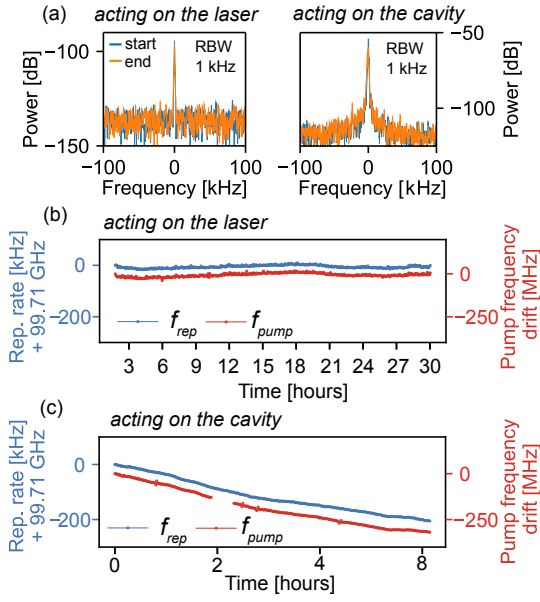 (a) acting on the laser acting on the cavity
−50
−100
−150
Power [dB]
start
end
RBW
1 kHz
RBW
1 kHz
−100
Power [dB]
−100 0 100 −100 0 100
Frequency [kHz] Frequency [kHz]
(b) acting on the laser
Rep. rate [kHz]
+ 99.71 GHz
0
−200
f_rep f_pump
0
−250
Pump frequency
drift [MHz]
3 6 9 12 15 18 21 24 27 30
Time [hours]
(c) acting on the cavity
Rep. rate [kHz]
+ 99.71 GHz
0
−200
f_rep f_pump
0
−250
Pump frequency
drift [MHz]
0 2 4 6 8
Time [hours]